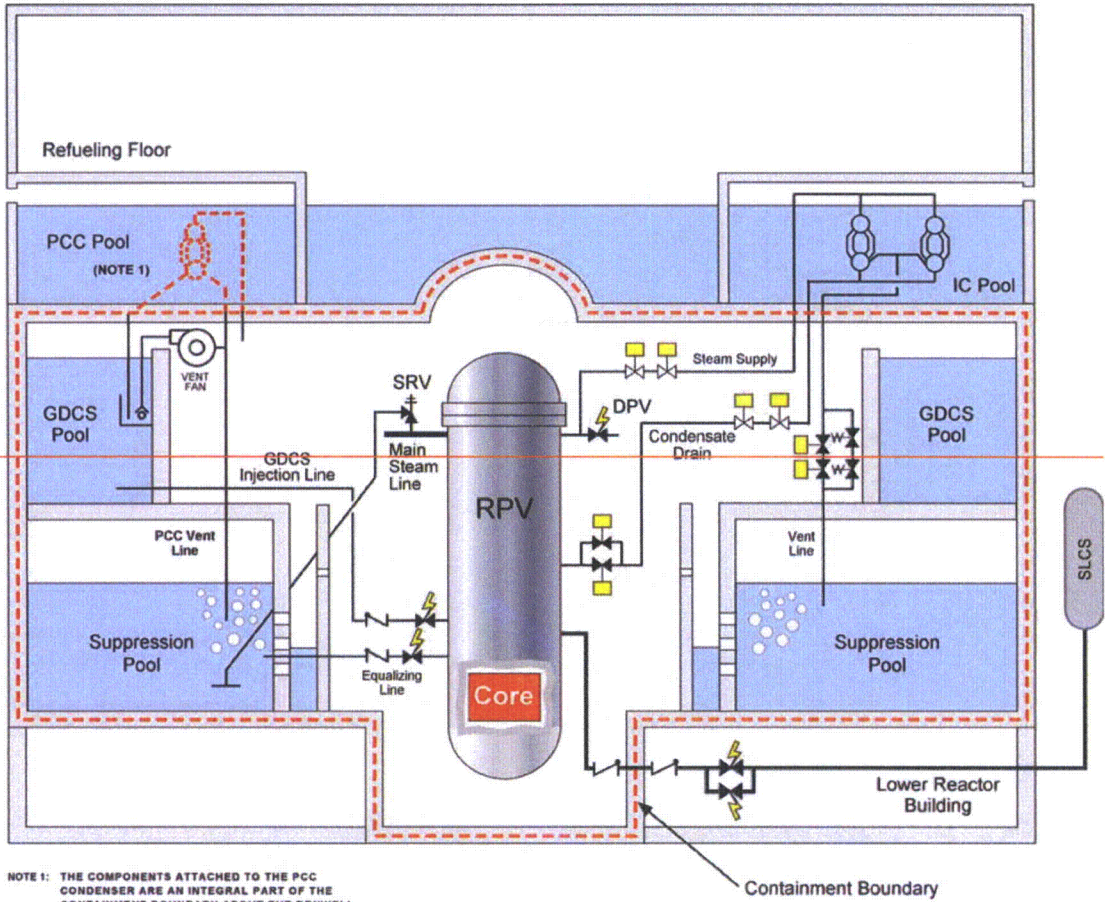 Refueling Floor
PCC Pool
(NOTE 1)
IC Pool
VENT
FAN
SRV
Steam Supply
DPV
GDCS
Pool
Main
Steam
Line
Condensate
Drain
GDCS
Pool
GDCS
Injection Line
RPV
PCC Vent
Line
Vent
Line
SLCS
Suppression
Pool
Equalizing
Line
Core
Suppression
Pool
Lower Reactor
Building
Containment Boundary
NOTE 1: THE COMPONENTS ATTACHED TO THE PCC
CONDENSER ARE AN INTEGRAL PART OF THE